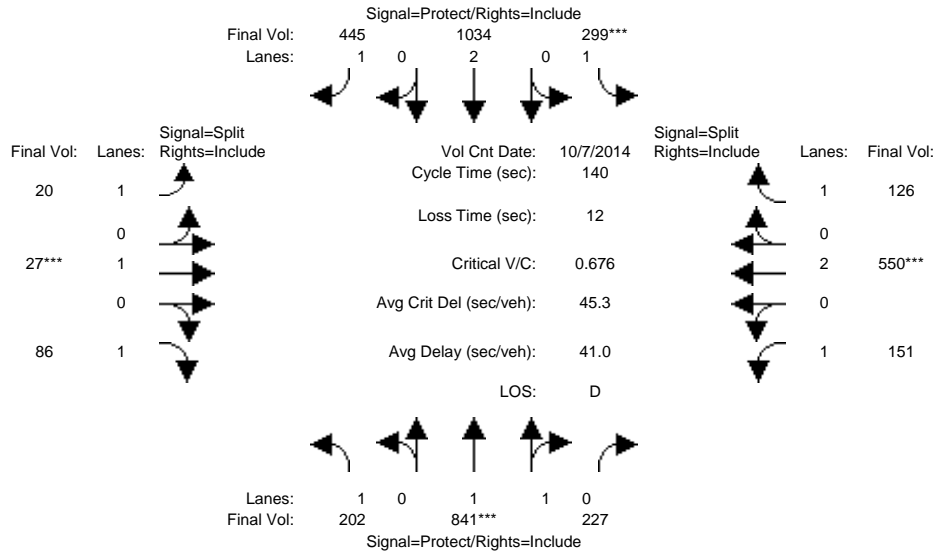 Signal=Protect/Rights=Include
Final Vol: 445 1034 299***
Lanes: 1 0 2 0 1
Signal=Split Signal=Split
Final Vol: Lanes: Rights=Include Vol Cnt Date: 10/7/2014 Rights=Include Lanes: Final Vol:
Cycle Time (sec): 140
20 1 1 126
Loss Time (sec): 12
0 0
27*** 1 Critical V/C: 0.676 2 550***
0 Avg Crit Del (sec/veh): 45.3 0
86 1 Avg Delay (sec/veh): 41.0 1 151
LOS: D
Lanes: 1 0 1 1 0
Final Vol: 202 841*** 227
Signal=Protect/Rights=Include